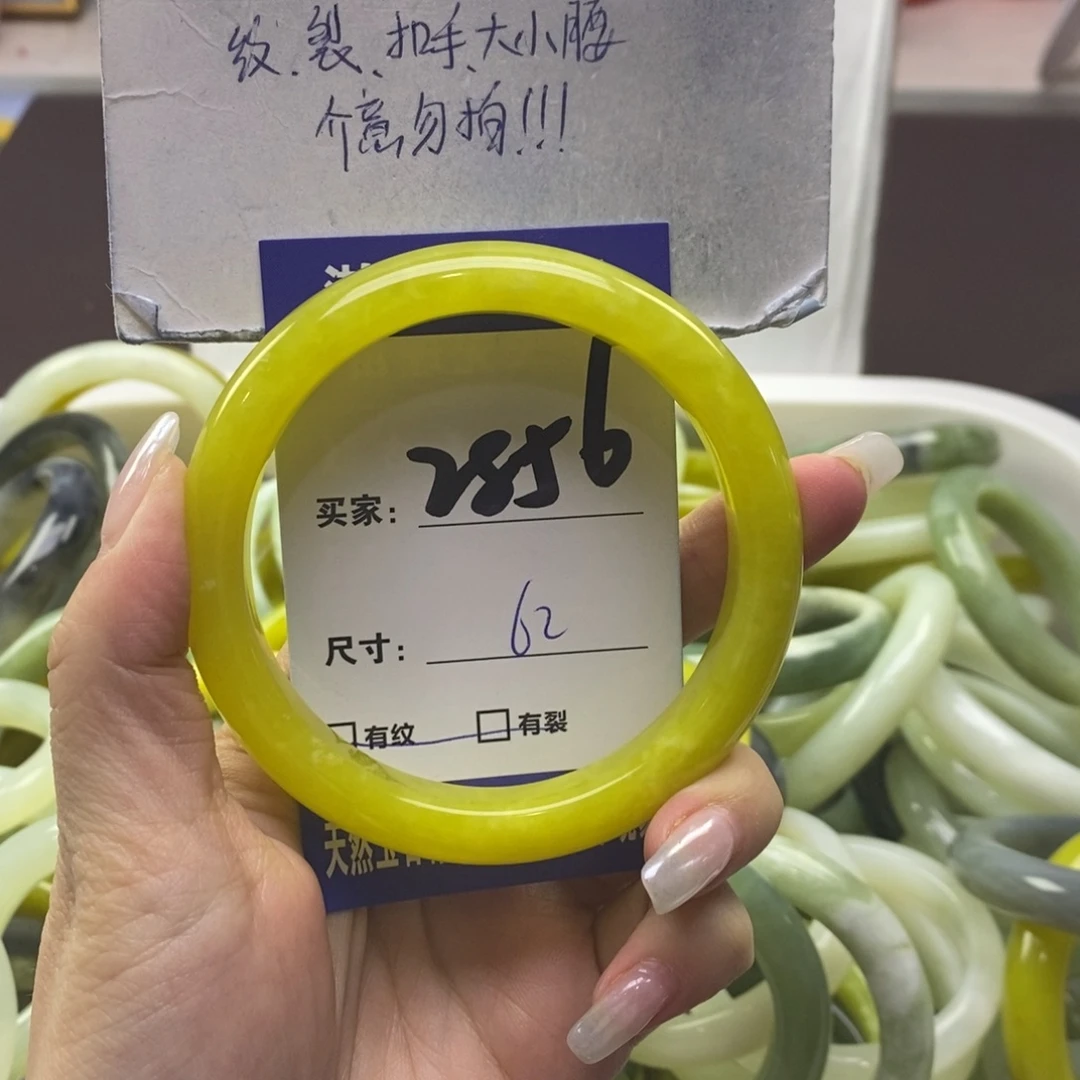 纹、裂、扣手、大小腰
介意勿拍!!!
买家: 2856
尺寸: 62
有纹 有裂
天然玉